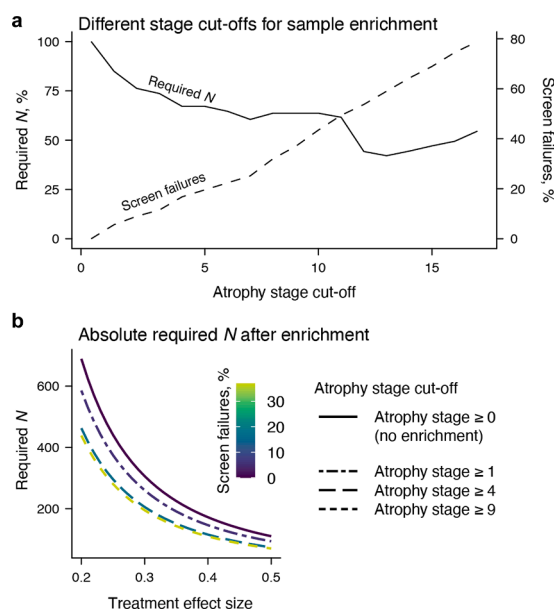 a
Different stage cut-offs for sample enrichment
Required N, %
100
75
50
25
0
Required N
Screen failures
80
60
40
20
0
Screen failures, %
0
5
10
15
Atrophy stage cut-off
b
Absolute required N after enrichment
Required N
600
400
200
Screen failures, %
30
20
10
0
0.2
0.3
0.4
0.5
Treatment effect size
Atrophy stage cut-off
Atrophy stage ≥ 0
(no enrichment)
Atrophy stage ≥ 1
Atrophy stage ≥ 4
Atrophy stage ≥ 9